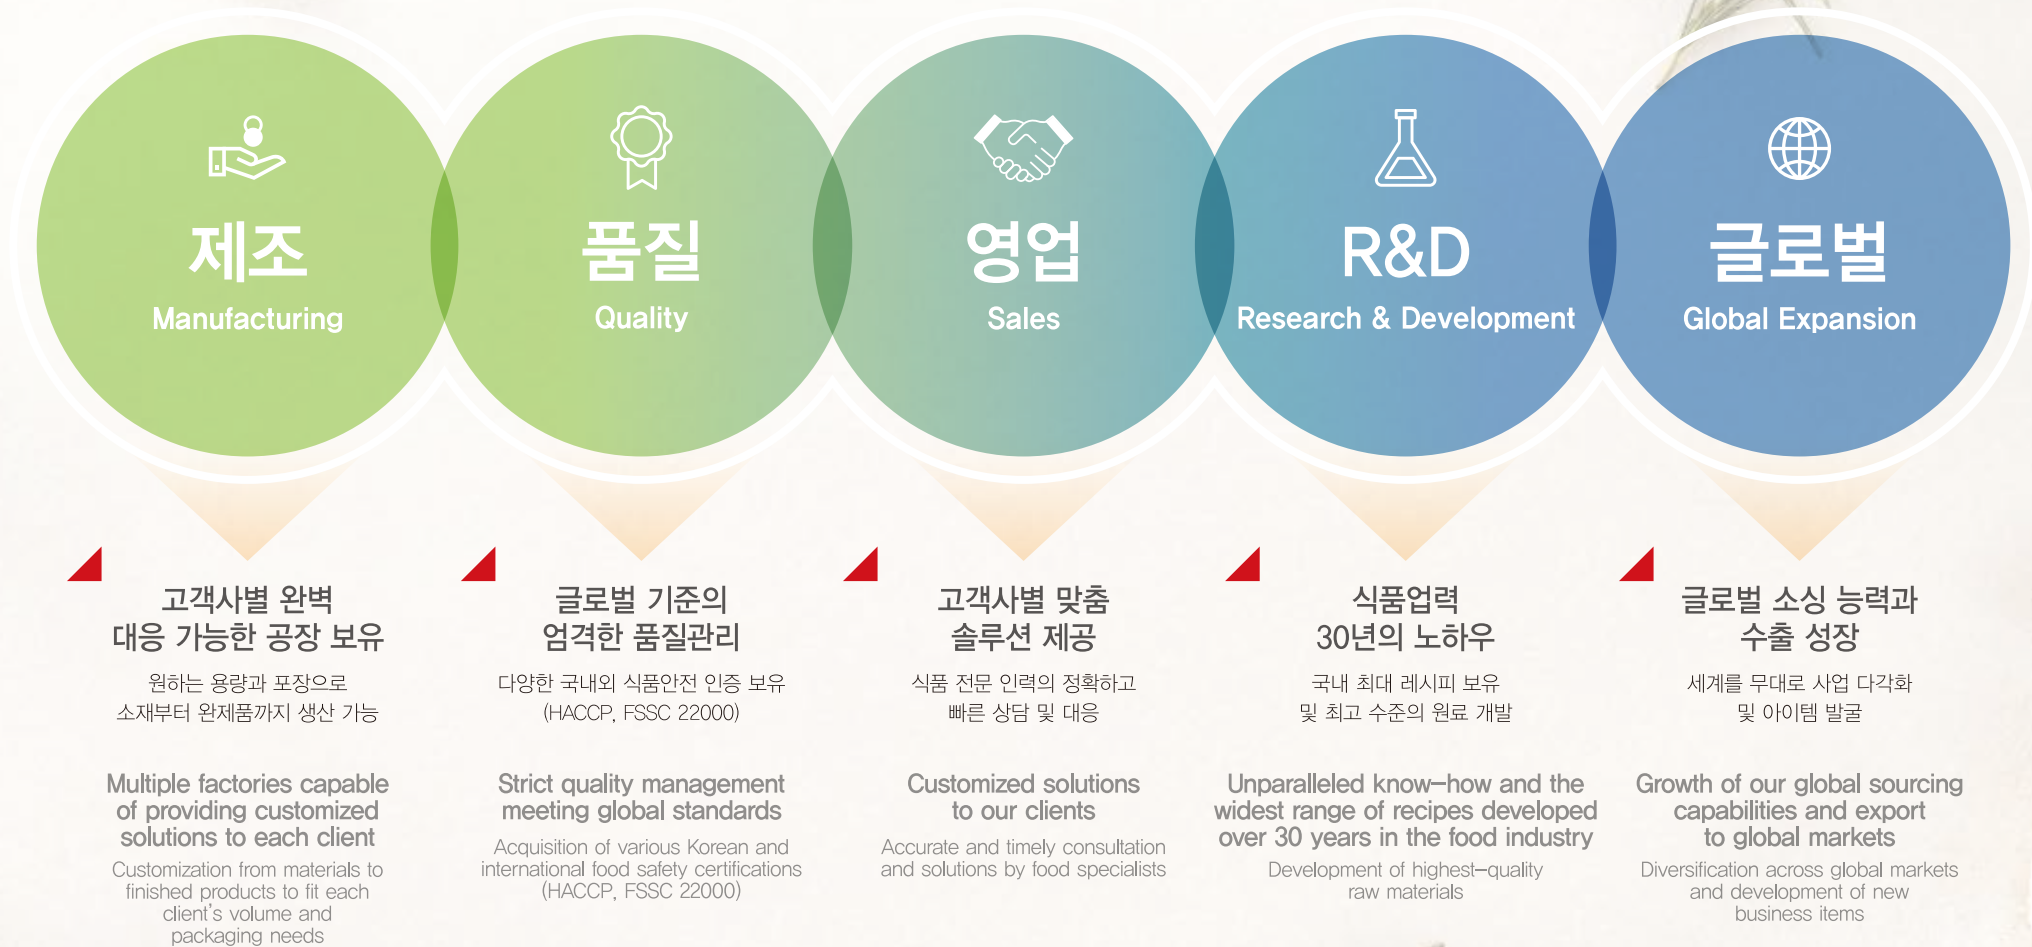 제조
Manufacturing
품질
Quality
영업
Sales
R&D
Research & Development
글로벌
Global Expansion
고객사별 완벽
대응 가능한 공장 보유
원하는 용량과 포장으로
소재부터 완제품까지 생산 가능
Multiple factories capable
of providing customized
solutions to each client
Customization from materials to
finished products to fit each
client's volume and
packaging needs
글로벌 기준의
엄격한 품질관리
다양한 국내외 식품안전 인증 보유
(HACCP, FSSC 22000)
Strict quality management
meeting global standards
Acquisition of various Korean and
international food safety certifications
(HACCP, FSSC 22000)
고객사별 맞춤
솔루션 제공
식품 전문 인력의 정확하고
빠른 상담 및 대응
Customized solutions
to our clients
Accurate and timely consultation
and solutions by food specialists
식품업력
30년의 노하우
국내 최대 레시피 보유
및 최고 수준의 원료 개발
Unparalleled know-how and the
widest range of recipes developed
over 30 years in the food industry
Development of highest-quality
raw materials
글로벌 소싱 능력과
수출 성장
세계를 무대로 사업 다각화
및 아이템 발굴
Growth of our global sourcing
capabilities and export
to global markets
Diversification across global markets
and development of new
business items